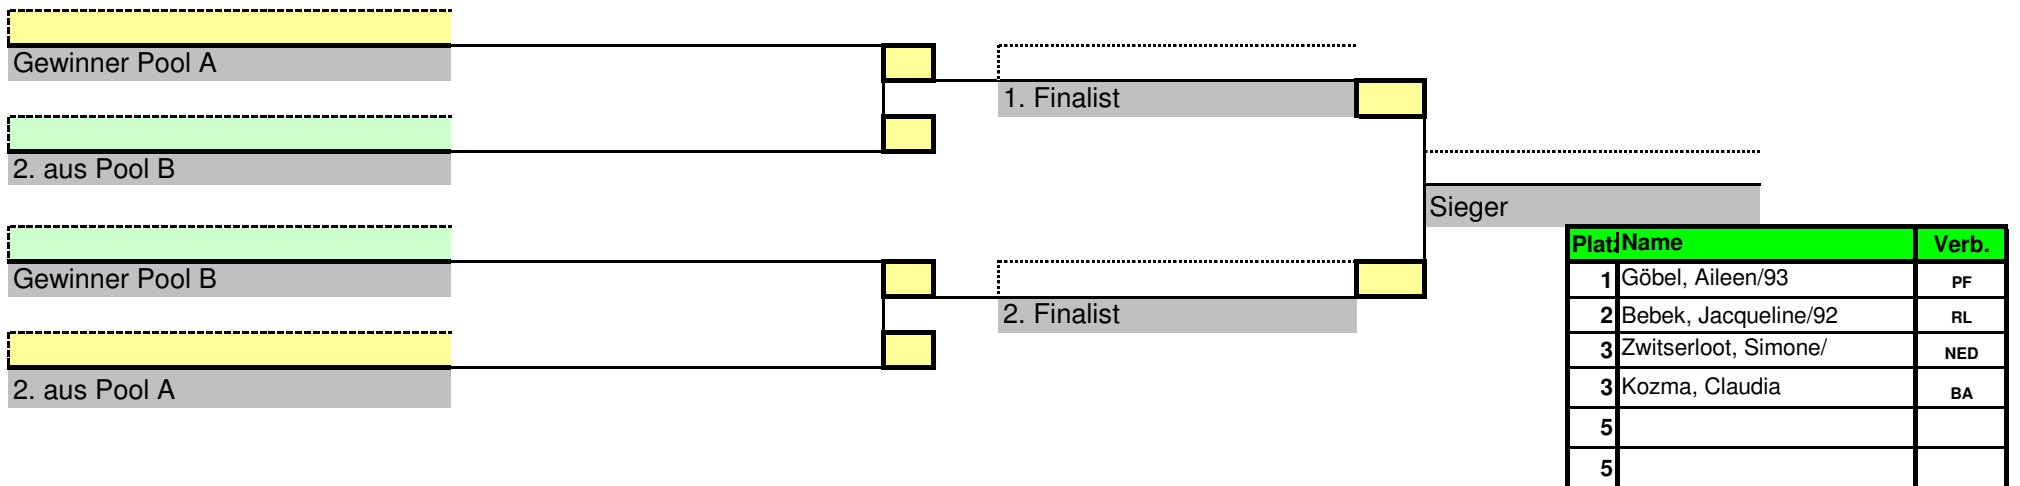 Gewinner Pool A
1. Finalist
2. aus Pool B
Sieger
Gewinner Pool B
2. Finalist
2. aus Pool A
Platz Name Verb.
1 Göbel, Aileen/93 PF
2 Bebek, Jacqueline/92 RL
3 Zwitserloot, Simone/ NED
3 Kozma, Claudia BA
5
5